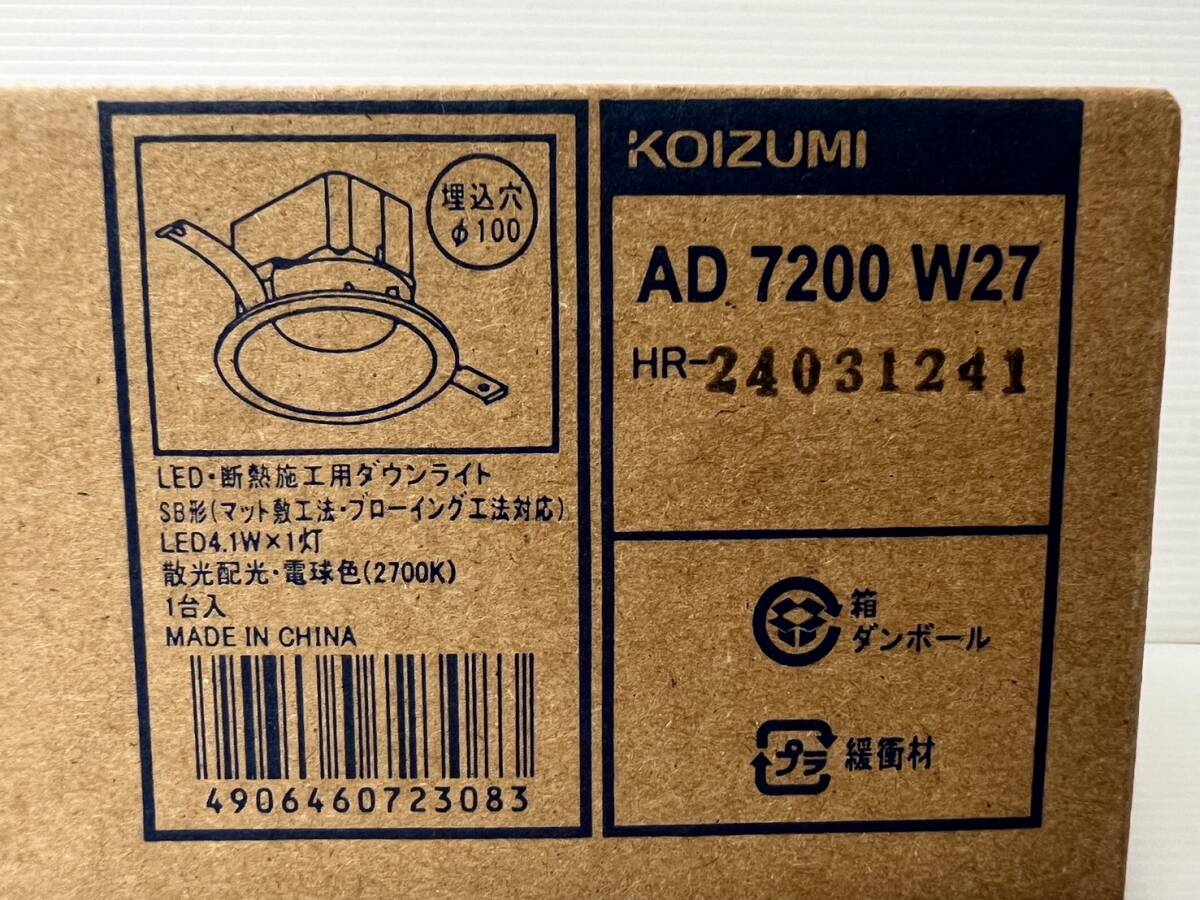 埋込穴
φ100
LED・断熱施工用ダウンライト
SB形(マット敷工法・ブローイング工法対応)
LED4.1W×1灯
散光配光・電球色(2700K)
1台入
MADE IN CHINA
4906460723083
KOIZUMI
AD 7200 W27
HR-24031241
箱
ダンボール
プラ
緩衝材